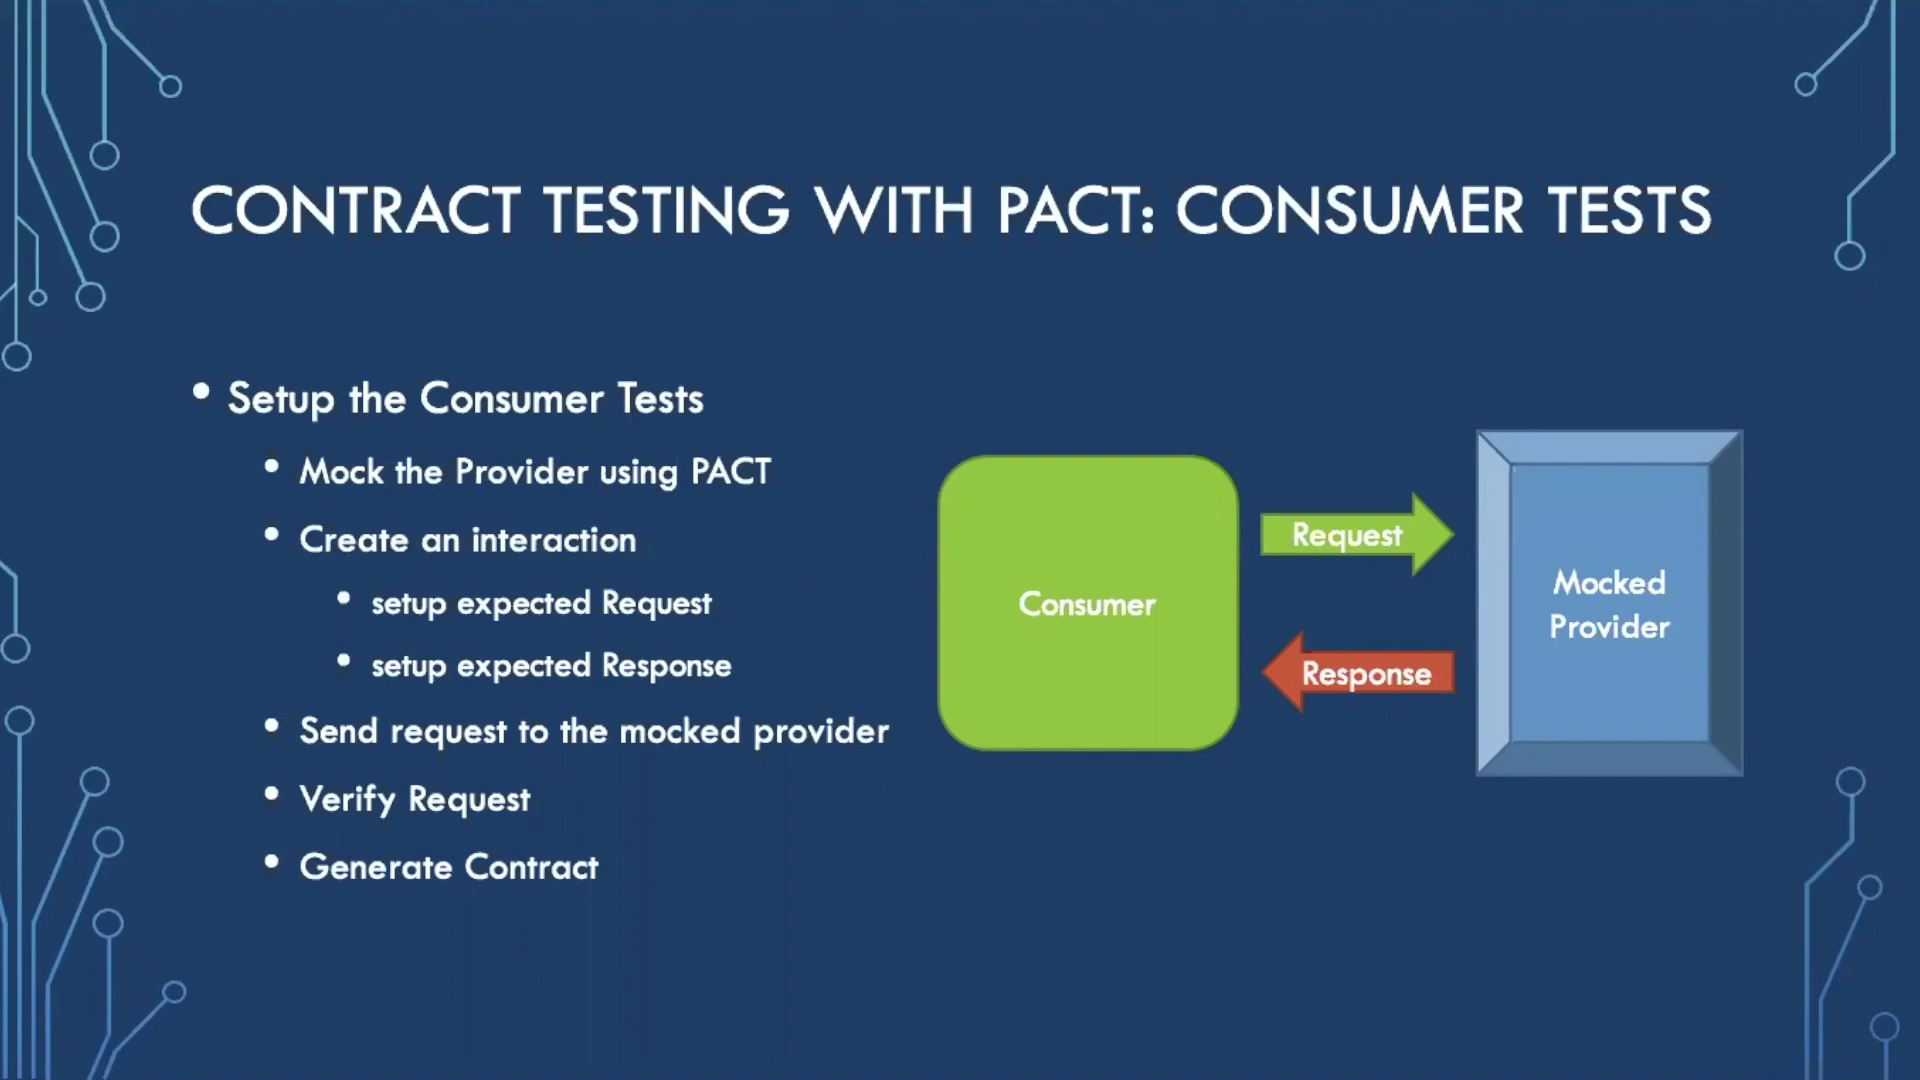 CONTRACT TESTING WITH PACT: CONSUMER TESTS
• Setup the Consumer Tests
• Mock the Provider using PACT
• Create an interaction
• setup expected Request
• setup expected Response
• Send request to the mocked provider
• Verify Request
• Generate Contract
Consumer
Request
Response
Mocked
Provider